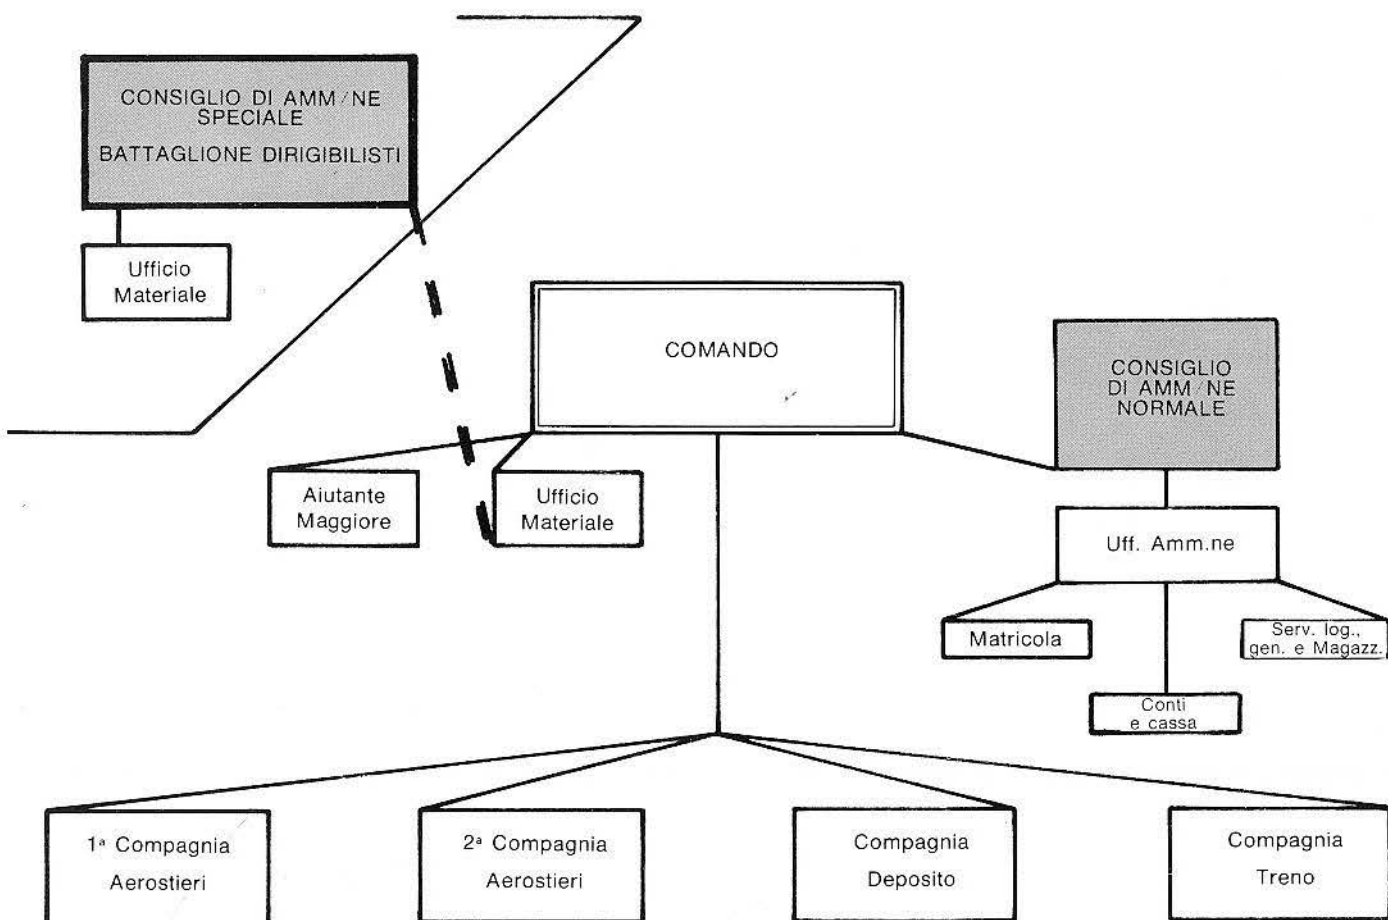 CONSIGLIO DI AMM/NE
SPECIALE
BATTAGLIONE DIRIGIBILISTI
Ufficio
Materiale
COMANDO
CONSIGLIO
DI AMM/NE
NORMALE
Aiutante
Maggiore
Ufficio
Materiale
Uff. Amm.ne
Matricola
Serv. log.,
gen. e Magazz.
Conti
e cassa
1ª Compagnia
Aerostieri
2ª Compagnia
Aerostieri
Compagnia
Deposito
Compagnia
Treno